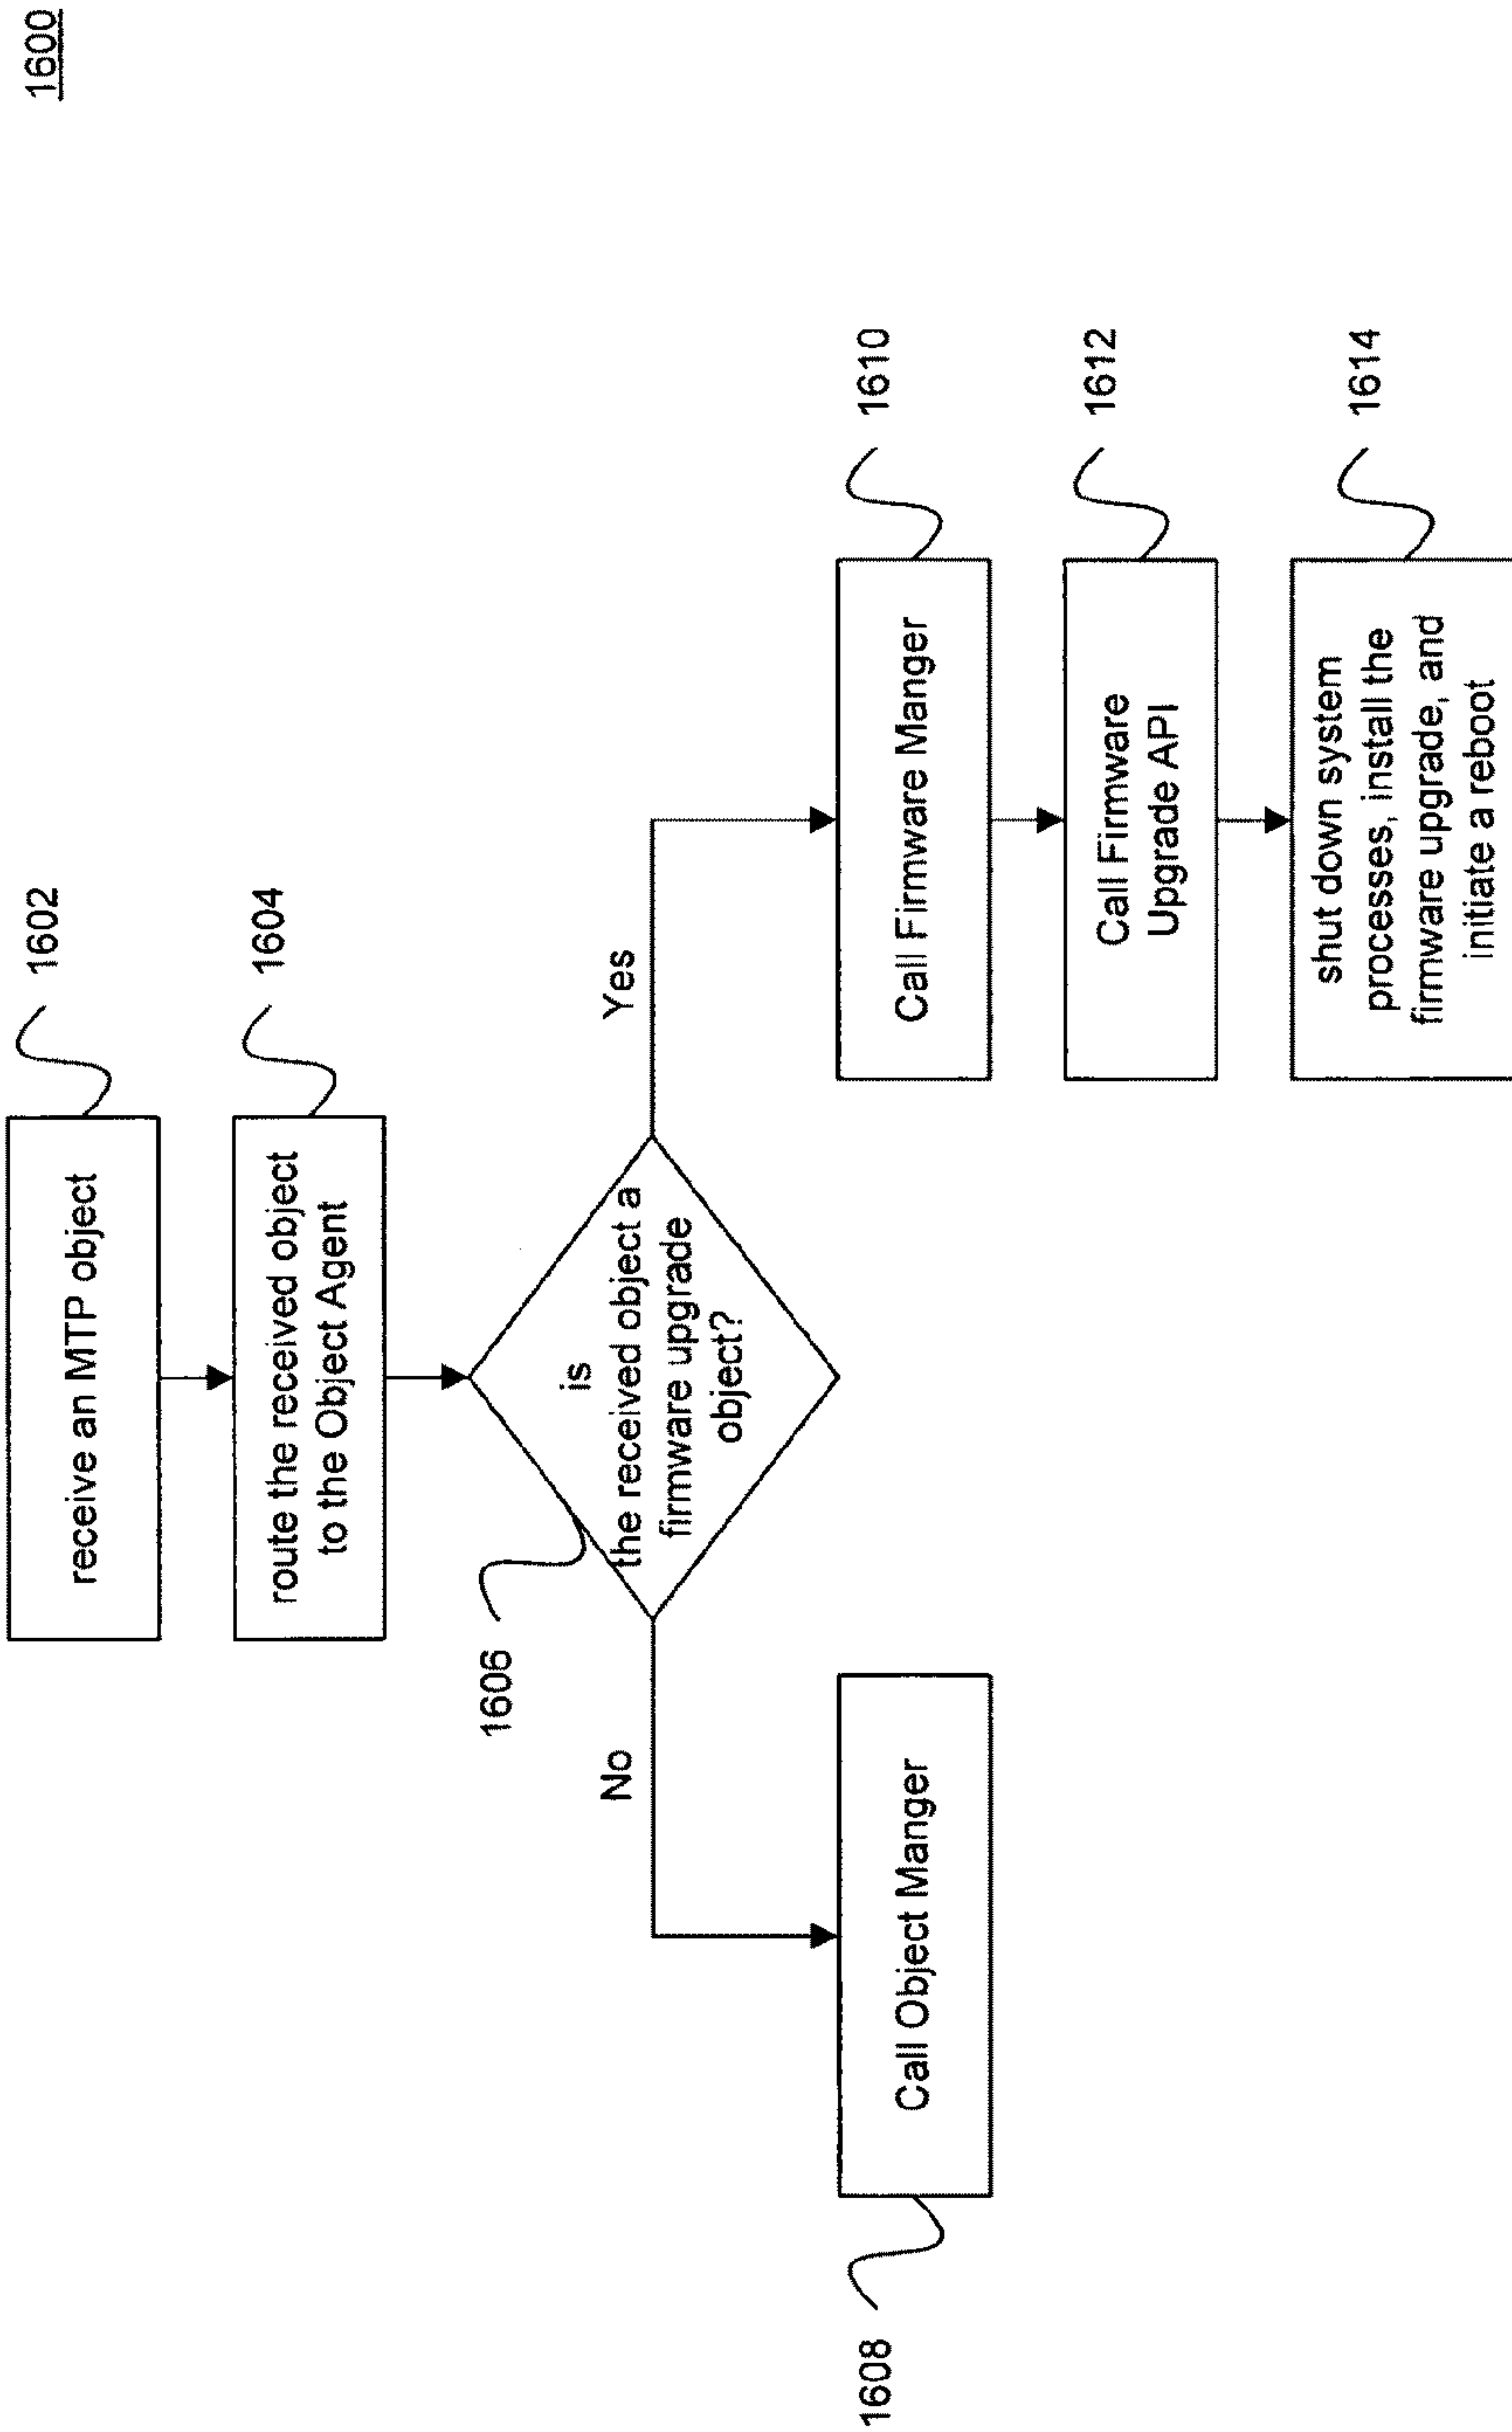 1600
receive an MTP object
1602
route the received object
to the Object Agent
1604
is
the received object a
firmware upgrade
object?
1606
No
Yes
Call Object Manger
1608
Call Firmware Manger
1610
Call Firmware
Upgrade API
1612
shut down system
processes, install the
firmware upgrade, and
initiate a reboot
1614